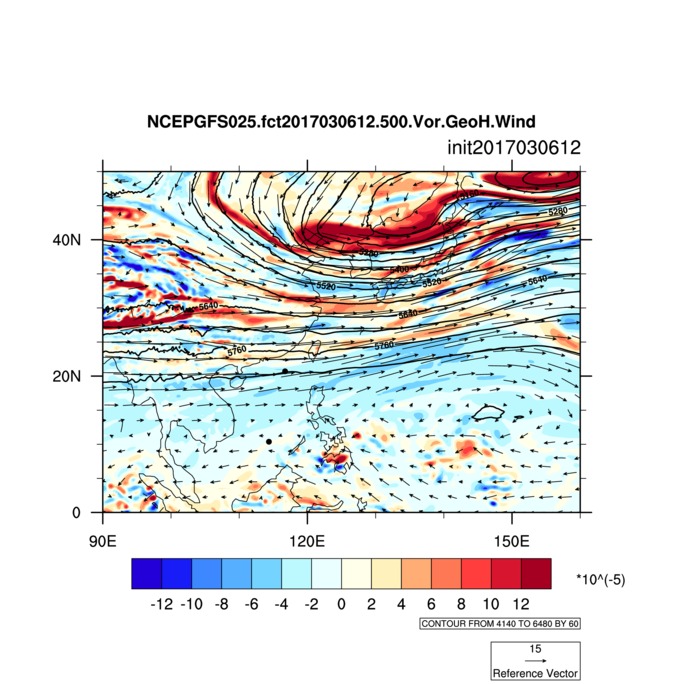 NCEPGFS025.fct2017030612.500.Vor.GeoH.Wind
init2017030612
5280
40N
5280
5400
5520
5520
5640
5640
5640
5760
5760
20N
0
90E 120E 150E
-12 -10 -8 -6 -4 -2 0 2 4 6 8 10 12
*10^(-5)
CONTOUR FROM 4140 TO 6480 BY 60
15
Reference Vector